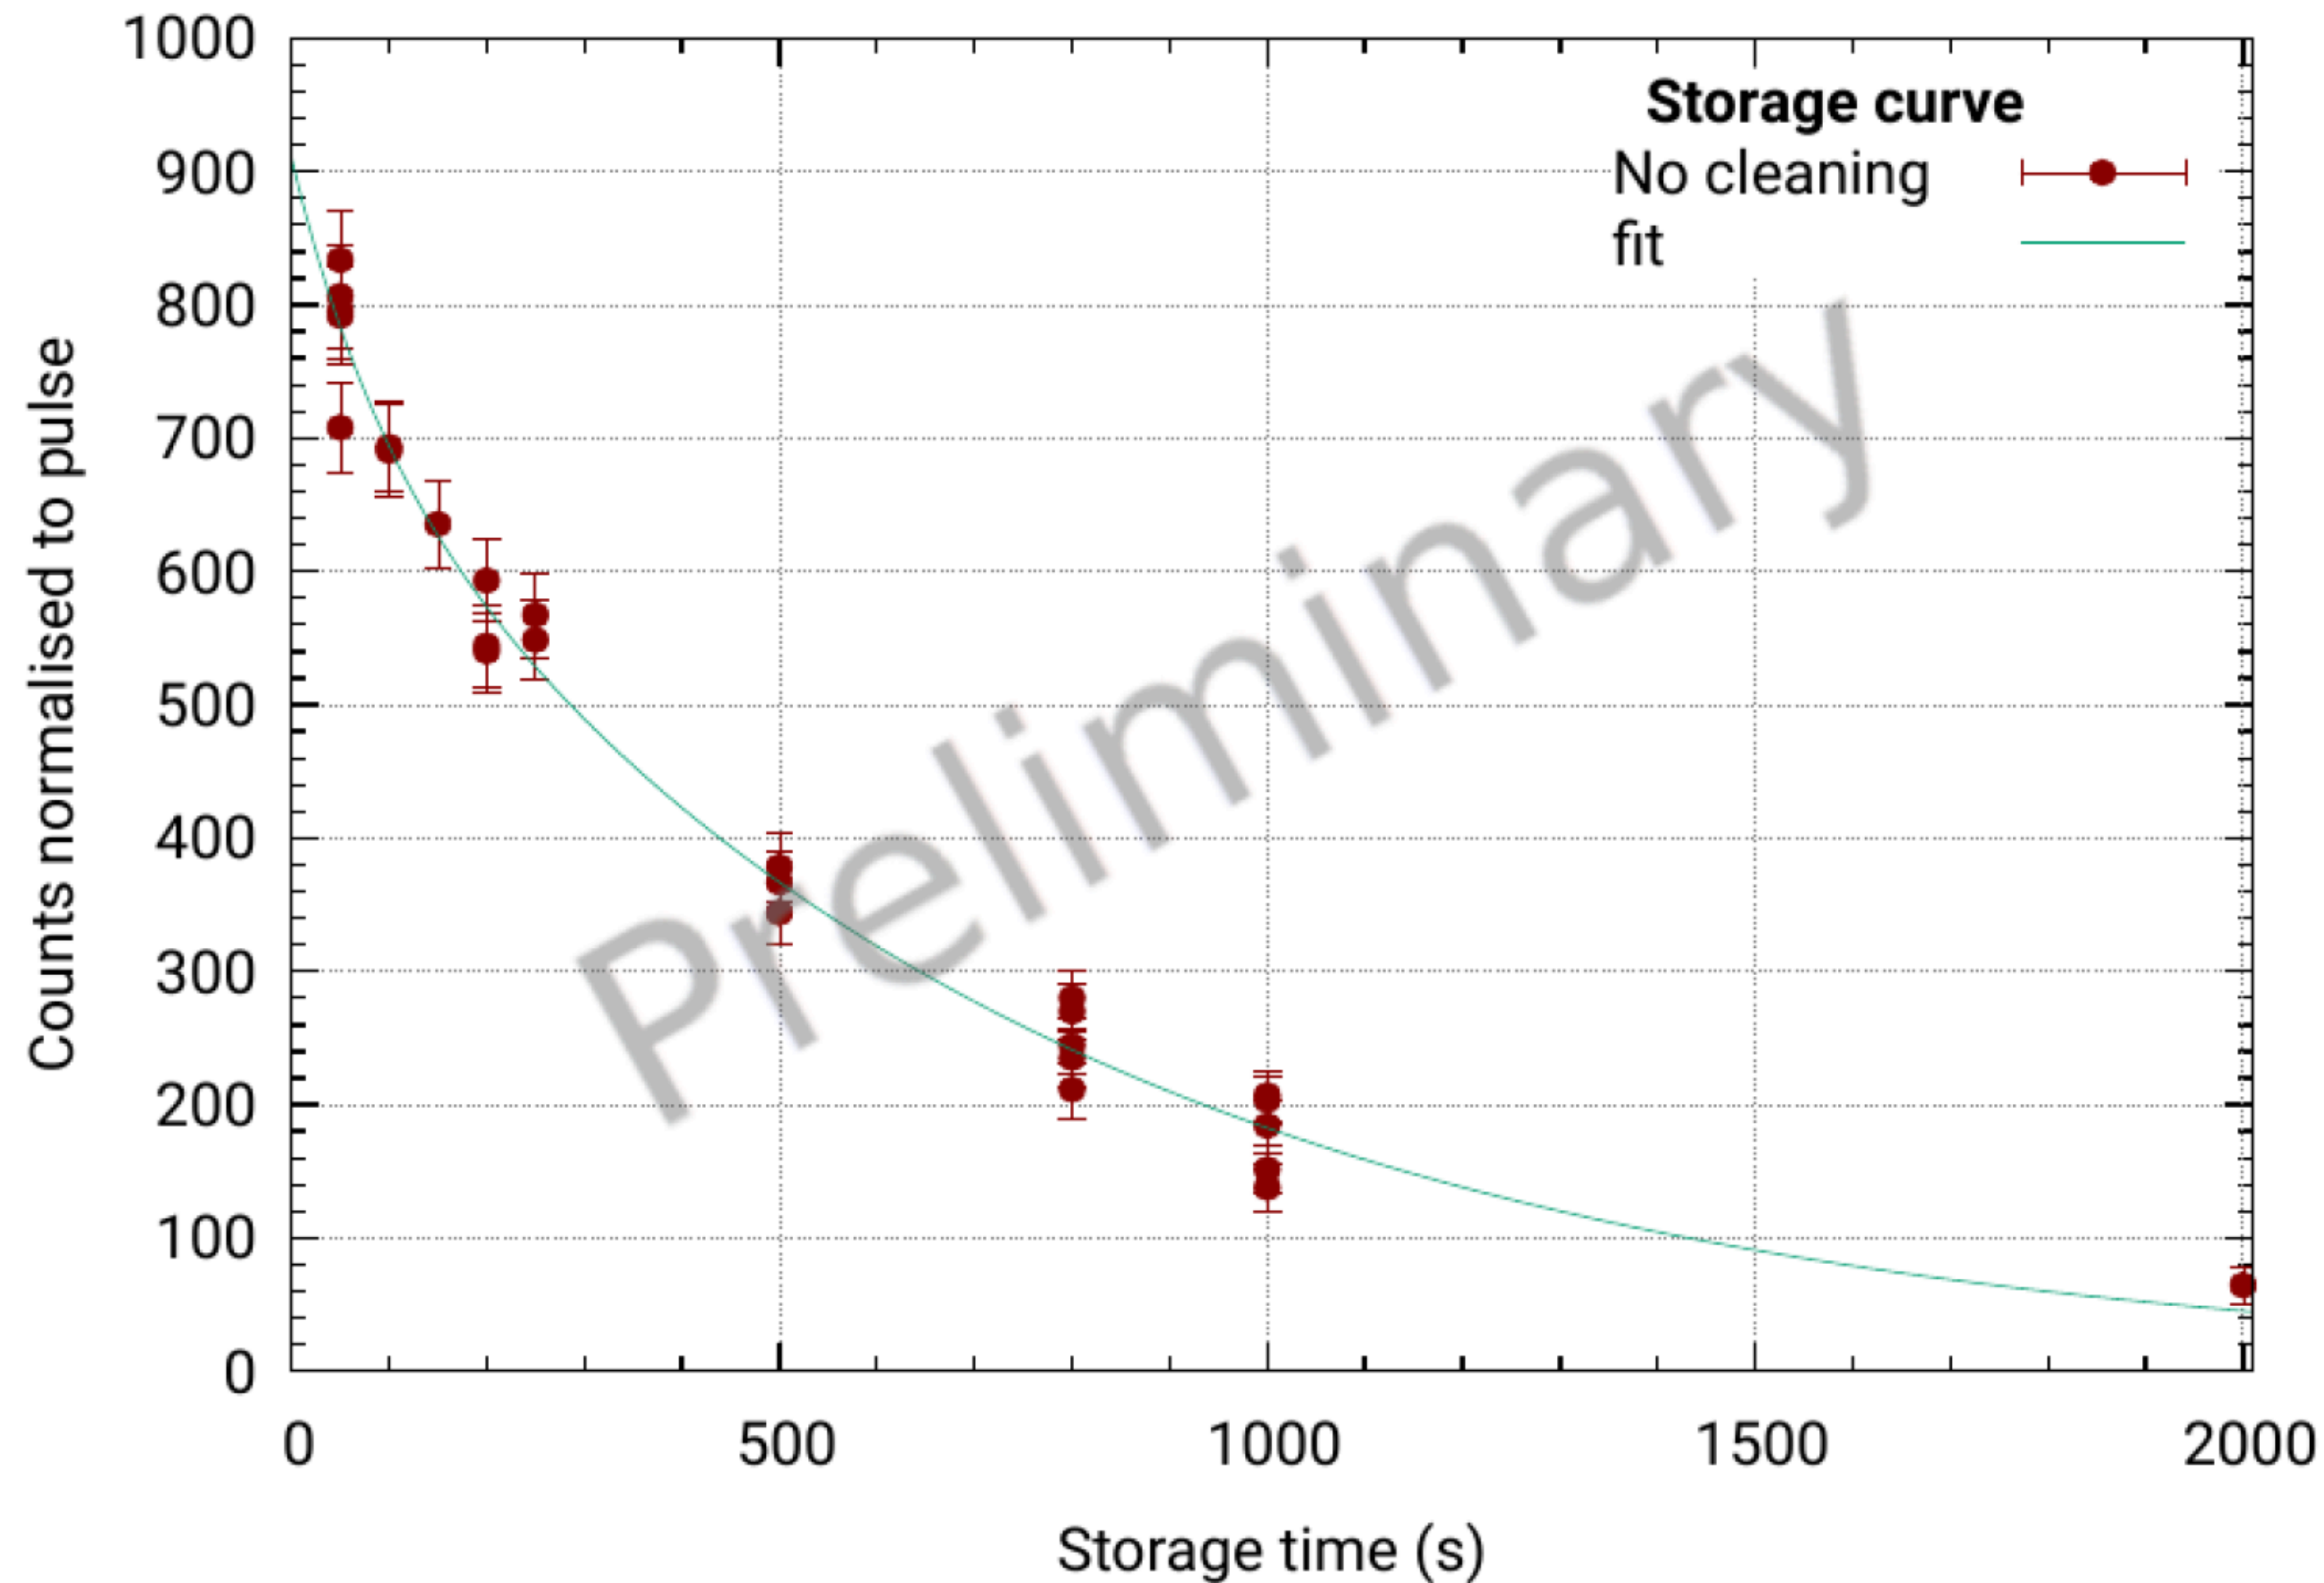 1000
900
800
700
600
500
400
300
200
100
0
Counts normalised to pulse
Storage curve
No cleaning
fit
Preliminary
0 500 1000 1500 2000
Storage time (s)